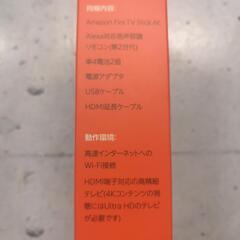 同梱内容:
Amazon Fire TV Stick 4K
Alexa対応音声認識
リモコン(第2世代)
単4電池2個
電源アダプタ
USBケーブル
HDMI延長ケーブル
動作環境:
高速インターネットへの
Wi-Fi接続
HDMI端子対応の高精細
テレビ(4Kコンテンツの視
聴にはUltra HDのテレビ
が必要です)